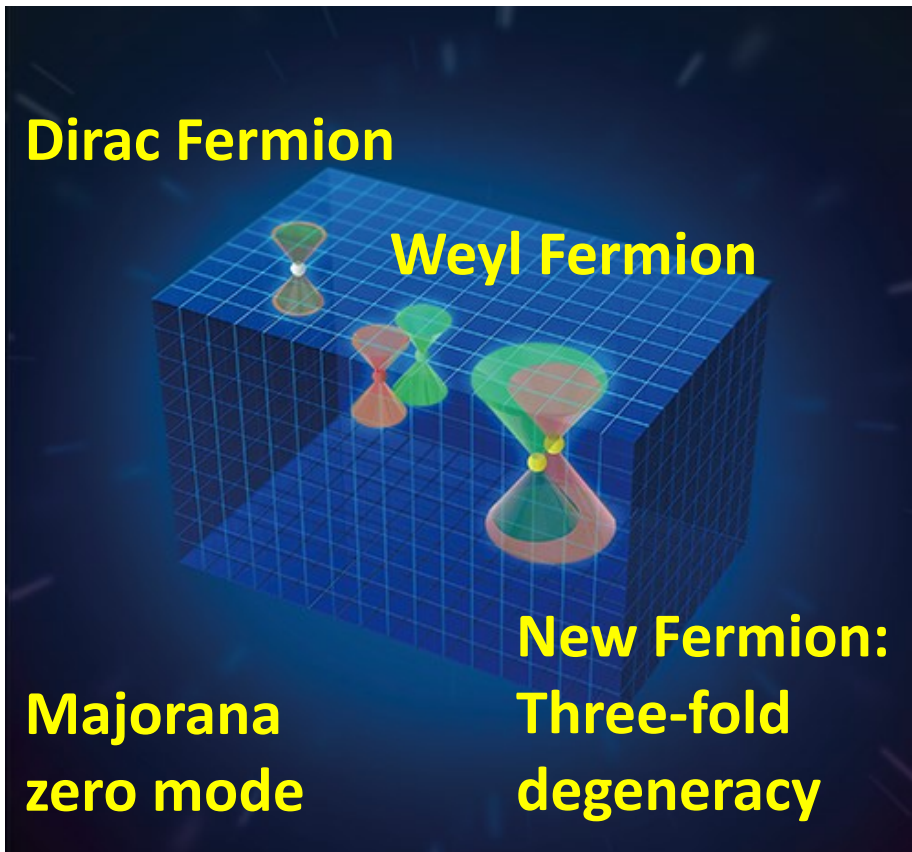 Dirac Fermion
Weyl Fermion
Majorana
zero mode
New Fermion:
Three-fold
degeneracy